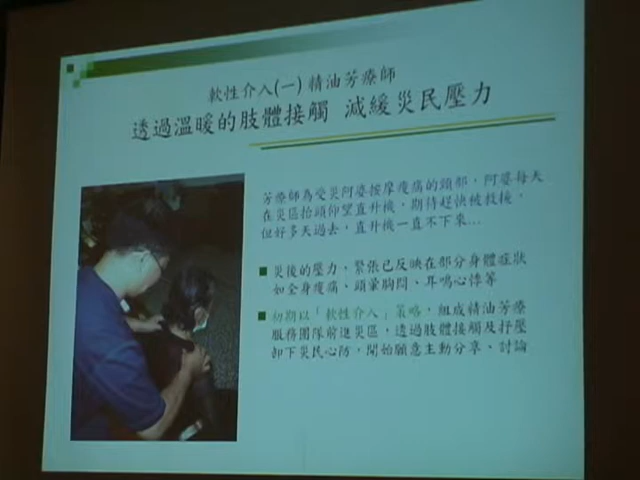 軟性介入(一) 精油芳療師
透過溫暖的肢體接觸 減緩災民壓力
芳療師為受災阿婆按摩痠痛的頸部，阿婆每天
在災區抬頭仰望直升機，期待趕快被救援，
但好多天過去，直升機一直不下來...
災後的壓力，緊張已反映在部分身體症狀
如全身痠痛、頭暈胸悶、耳鳴心悸等
初期以「軟性介入」策略，組成精油芳療
服務團隊前進災區，透過肢體接觸及抒壓
卸下災民心防，開始願意主動分享、討論